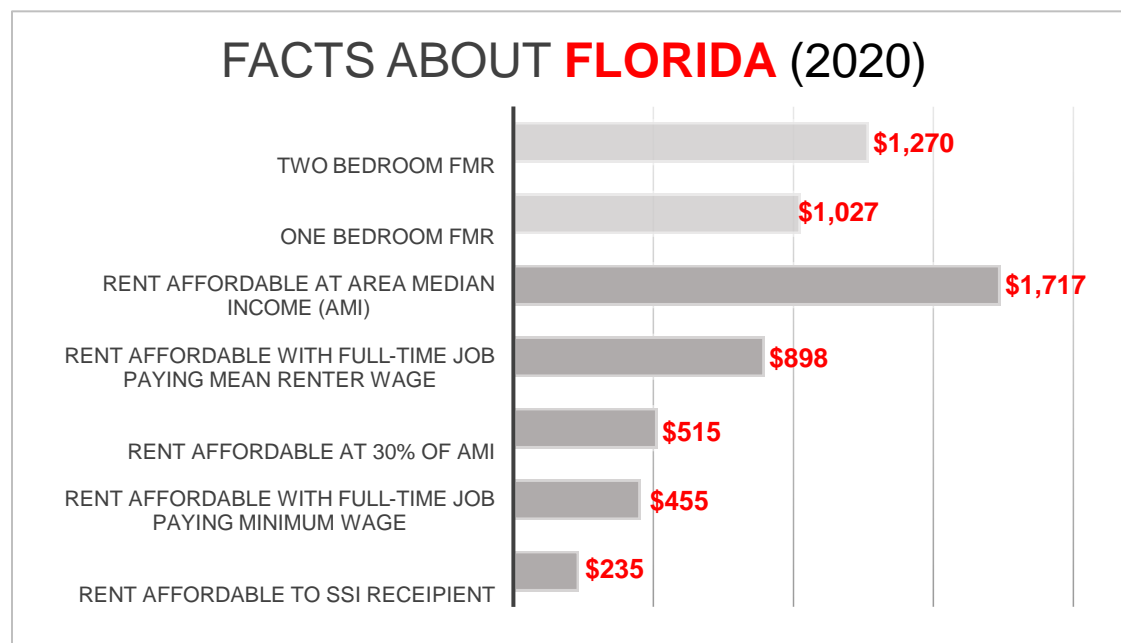 FACTS ABOUT FLORIDA (2020)
$1,270
TWO BEDROOM FMR
$1,027
ONE BEDROOM FMR
RENT AFFORDABLE AT AREA MEDIAN
INCOME (AMI)
$1,717
RENT AFFORDABLE WITH FULL-TIME JOB
PAYING MEAN RENTER WAGE
$898
RENT AFFORDABLE AT 30% OF AMI
$515
RENT AFFORDABLE WITH FULL-TIME JOB
PAYING MINIMUM WAGE
$455
RENT AFFORDABLE TO SSI RECEIPIENT
$235